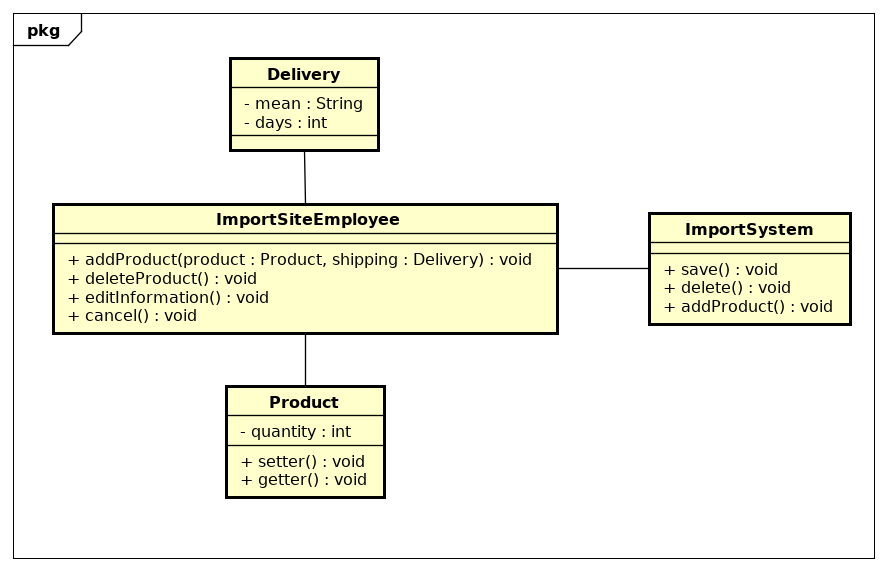 pkg
Delivery
- mean : String
- days : int
ImportSiteEmployee
+ addProduct(product : Product, shipping : Delivery) : void
+ deleteProduct() : void
+ editInformation() : void
+ cancel() : void
ImportSystem
+ save() : void
+ delete() : void
+ addProduct() : void
Product
- quantity : int
+ setter() : void
+ getter() : void